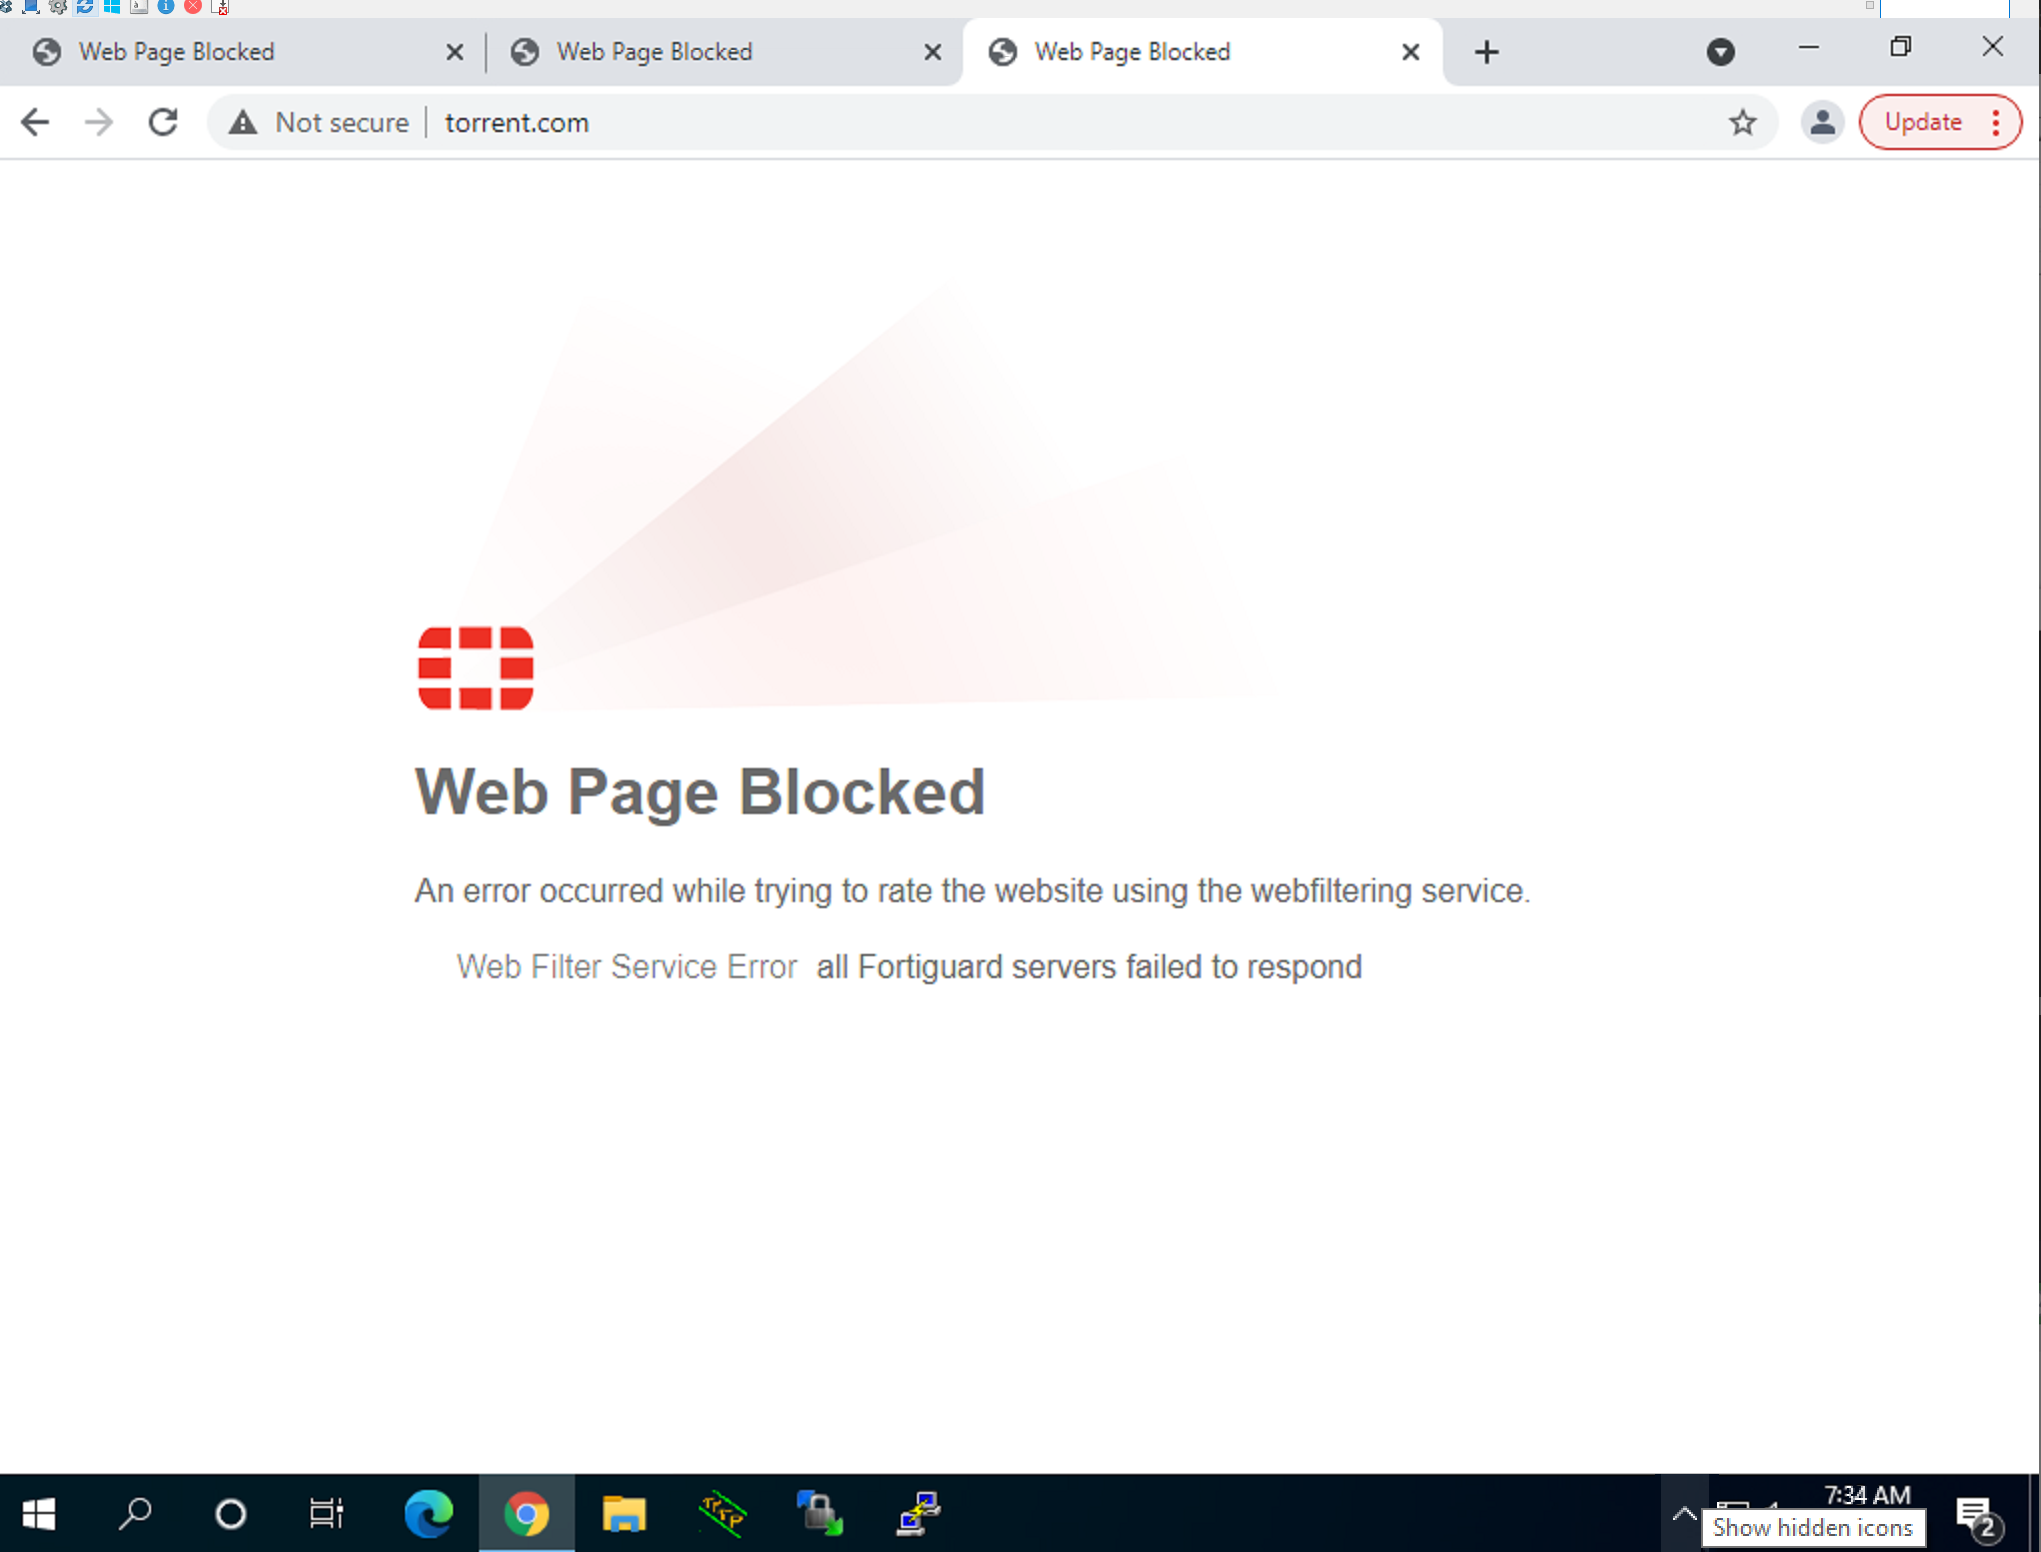 Web Page Blocked
Web Page Blocked
Web Page Blocked
Not secure
torrent.com
Update
Web Page Blocked
An error occurred while trying to rate the website using the webfiltering service.
Web Filter Service Error all Fortiguard servers failed to respond
TFTP
7:34 AM
Show hidden icons
2